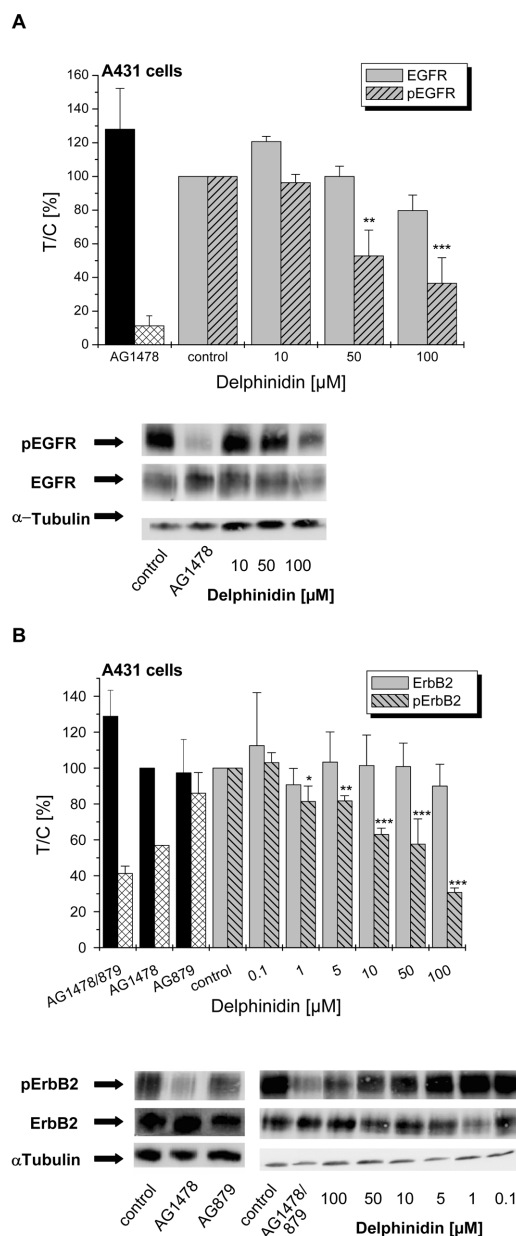 A
A431 cells
EGFR
pEGFR
160
140
120
100
80
60
40
20
0
T/C [%]
**
***
AG1478 control 10 50 100
Delphinidin [µM]
pEGFR
EGFR
α−Tubulin
control AG1478 10 50 100
Delphinidin [µM]
B
A431 cells
ErbB2
pErbB2
140
120
100
80
60
40
20
0
T/C [%]
*
**
***
***
***
AG1478/879 AG1478 AG879 control 0.1 1 5 10 50 100
Delphinidin [µM]
pErbB2
ErbB2
αTubulin
control AG1478 AG879 control AG1478/ 879 100 50 10 5 1 0.1
Delphinidin [µM]